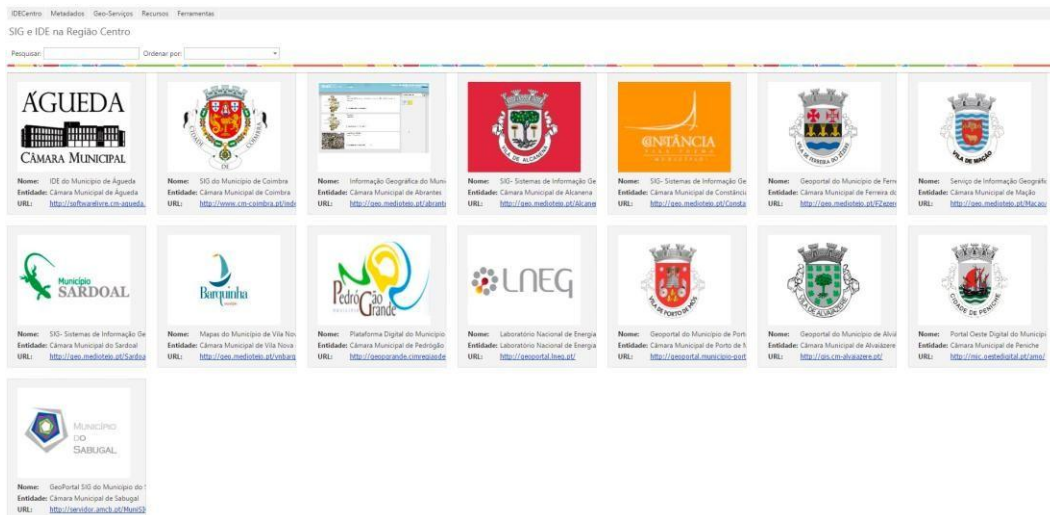 IDECentro Metadados Geo-Serviços Recursos Ferramentas
SIG e IDE na Região Centro
Pesquisar: Ordenar por:
ÁGUEDA
CÂMARA MUNICIPAL
CIDADE DE COIMBRA
VILA DE ALCANENA
CONSTÂNCIA
VILA POEMA
MUNICÍPIO
VILA DE FERREIRA DO ZÊZERE
VILA DE MAÇÃO
Nome: IDE do Município de Águeda
Entidade: Câmara Municipal de Águeda
URL: http://softwarelivre.cm-agueda.
Nome: SIG do Município de Coimbra
Entidade: Câmara Municipal de Coimbra
URL: http://www.cm-coimbra.pt/inde
Nome: Informação Geográfica do Muni
Entidade: Câmara Municipal de Abrantes
URL: http://geo.mediotejo.pt/abrant
Nome: SIG- Sistemas de Informação Ge
Entidade: Câmara Municipal de Alcanena
URL: http://geo.mediotejo.pt/Alcane
Nome: SIG- Sistemas de Informação Ge
Entidade: Câmara Municipal de Constância
URL: http://geo.mediotejo.pt/Consta
Nome: Geoportal do Município de Ferre
Entidade: Câmara Municipal de Ferreira do
URL: http://geo.mediotejo.pt/FZezere
Nome: Serviço de Informação Geográfic
Entidade: Câmara Municipal de Mação
URL: http://geo.mediotejo.pt/Macao
Município
SARDOAL
Barquinha
Pedrógão
Grande
LNEG
VILA DE PORTO DE MÓS
VILA DE ALVAIÁZERE
CIDADE DE PENICHE
Nome: SIG- Sistemas de Informação Ge
Entidade: Câmara Municipal do Sardoal
URL: http://geo.mediotejo.pt/Sardoa
Nome: Mapas do Município de Vila Nov
Entidade: Câmara Municipal de Vila Nova
URL: http://geo.mediotejo.pt/vnbarq
Nome: Plataforma Digital do Município
Entidade: Câmara Municipal de Pedrógão
URL: http://geogrande.cimregiaode
Nome: Laboratório Nacional de Energia
Entidade: Laboratório Nacional de Energia
URL: http://geoportal.lneg.pt/
Nome: Geoportal do Município de Port
Entidade: Câmara Municipal de Porto de M
URL: http://geoportal.municipio-port
Nome: Geoportal do Município de Alvai
Entidade: Câmara Municipal de Alvaiázere
URL: http://gis.cm-alvaiazere.pt/
Nome: Portal Oeste Digital do Municíp
Entidade: Câmara Municipal de Peniche
URL: http://mic.oestedigital.pt/amo/
MUNICÍPIO
DO
SABUGAL
Nome: GeoPortal SIG do Município do S
Entidade: Câmara Municipal de Sabugal
URL: http://servidor.amcb.pt/MuniSI